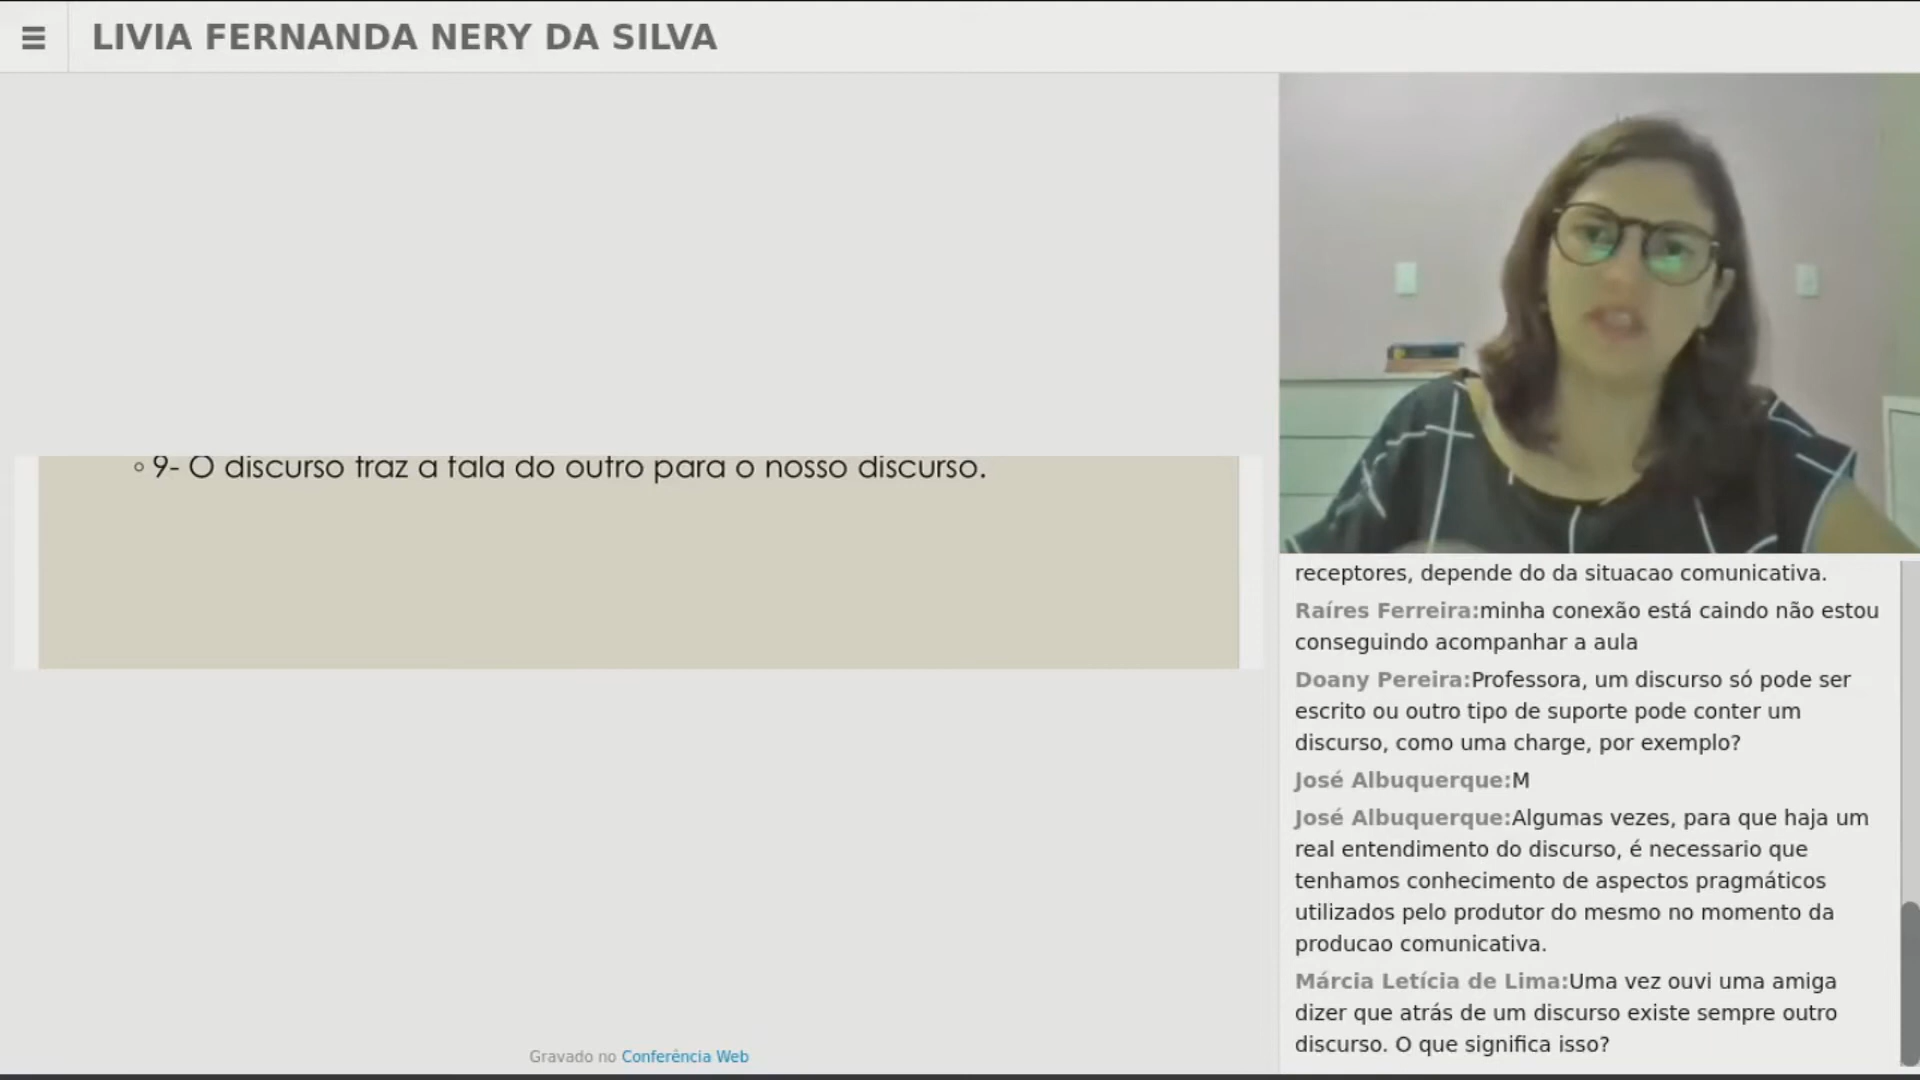 LIVIA FERNANDA NERY DA SILVA
9- O discurso traz a fala do outro para o nosso discurso.
receptores, depende do da situacao comunicativa.
Raíres Ferreira:minha conexão está caindo não estou
conseguindo acompanhar a aula
Doany Pereira:Professora, um discurso só pode ser
escrito ou outro tipo de suporte pode conter um
discurso, como uma charge, por exemplo?
José Albuquerque:M
José Albuquerque:Algumas vezes, para que haja um
real entendimento do discurso, é necessario que
tenhamos conhecimento de aspectos pragmáticos
utilizados pelo produtor do mesmo no momento da
producao comunicativa.
Márcia Letícia de Lima:Uma vez ouvi uma amiga
dizer que atrás de um discurso existe sempre outro
discurso. O que significa isso?
Gravado no Conferência Web